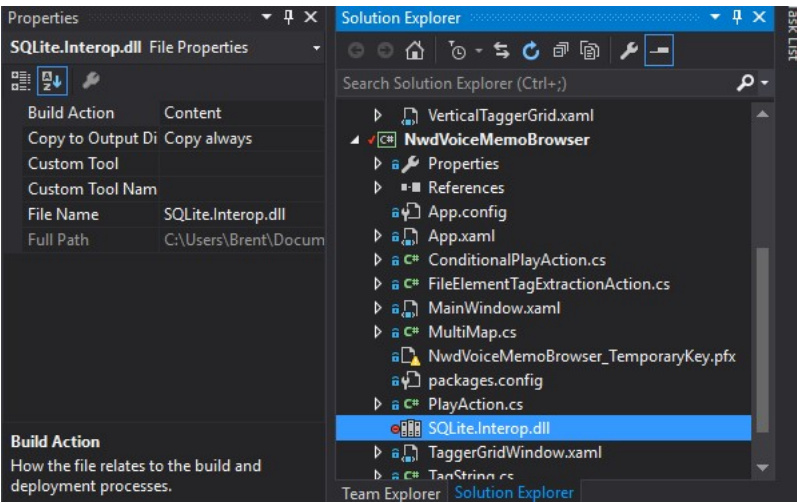 Properties
SQLite.Interop.dll File Properties
Build Action Content
Copy to Output Di Copy always
Custom Tool
Custom Tool Nam
File Name SQLite.Interop.dll
Full Path C:\Users\Brent\Docum
Build Action
How the file relates to the build and
deployment processes.
Solution Explorer
Search Solution Explorer (Ctrl+;)
VerticalTaggerGrid.xaml
C# NwdVoiceMemoBrowser
Properties
References
App.config
App.xaml
C# ConditionalPlayAction.cs
C# FileElementTagExtractionAction.cs
MainWindow.xaml
C# MultiMap.cs
NwdVoiceMemoBrowser_TemporaryKey.pfx
packages.config
C# PlayAction.cs
SQLite.Interop.dll
TaggerGridWindow.xaml
C# TagString.cs
Team Explorer Solution Explorer
Task List